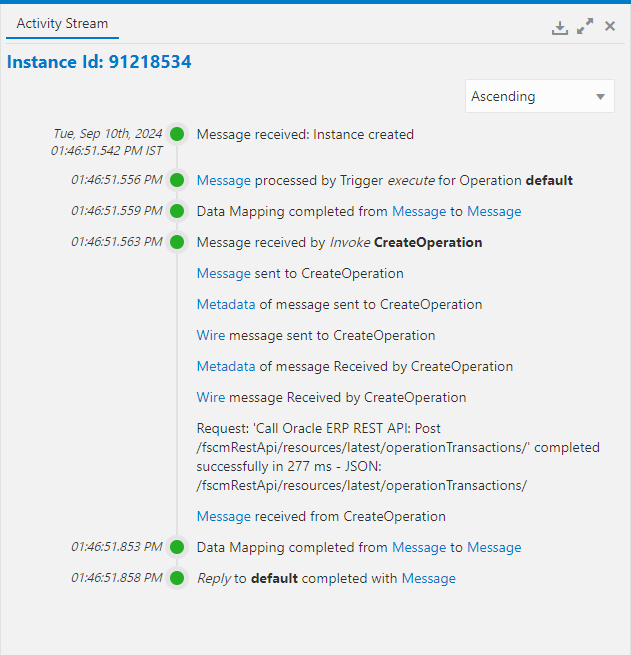 Activity Stream
Instance Id: 91218534
Ascending
Tue, Sep 10th, 2024
01:46:51.542 PM IST
Message received: Instance created
01:46:51.556 PM
Message processed by Trigger execute for Operation default
01:46:51.559 PM
Data Mapping completed from Message to Message
01:46:51.563 PM
Message received by Invoke CreateOperation
Message sent to CreateOperation
Metadata of message sent to CreateOperation
Wire message sent to CreateOperation
Metadata of message Received by CreateOperation
Wire message Received by CreateOperation
Request: 'Call Oracle ERP REST API: Post
/fscmRestApi/resources/latest/operationTransactions/' completed
successfully in 277 ms - JSON:
/fscmRestApi/resources/latest/operationTransactions/
Message received from CreateOperation
01:46:51.853 PM
Data Mapping completed from Message to Message
01:46:51.858 PM
Reply to default completed with Message